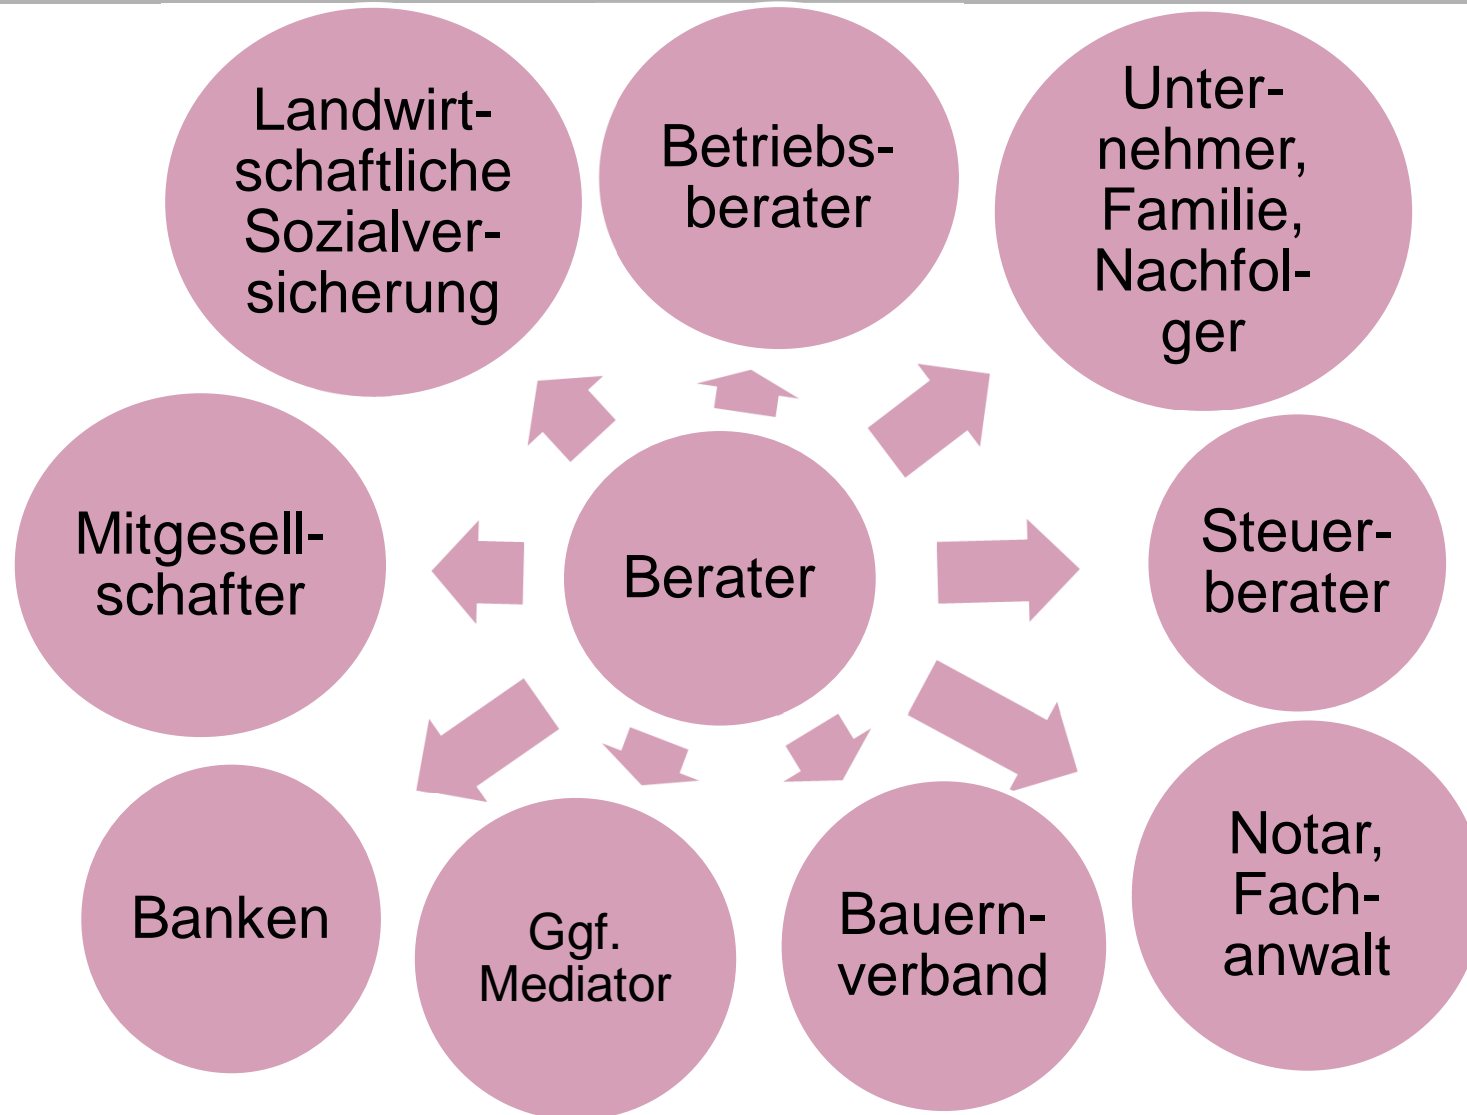 Landwirt-
schaftliche
Sozialver-
sicherung
Betriebs-
berater
Unter-
nehmer,
Familie,
Nachfol-
ger
Mitgesell-
schafter
Berater
Steuer-
berater
Banken
Ggf.
Mediator
Bauern-
verband
Notar,
Fach-
anwalt